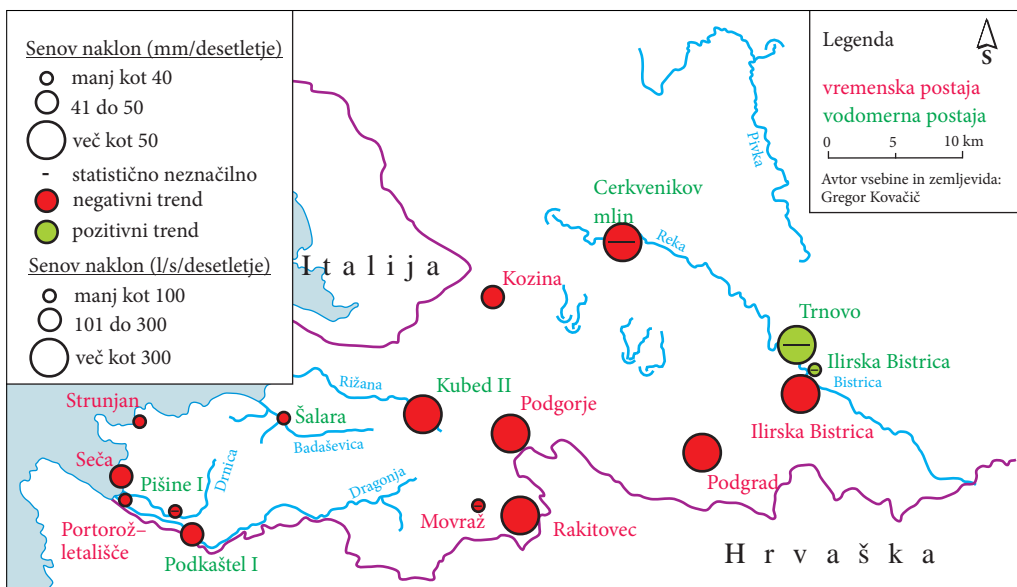 Senov naklon (mm/desetletje)
manj kot 40
41 do 50
več kot 50
- statistično neznačilno
negativni trend
pozitivni trend
Senov naklon (l/s/desetletje)
manj kot 100
101 do 300
več kot 300
Legenda
S
vremenska postaja
vodomerna postaja
0 5 10 km
Avtor vsebine in zemljevida:
Gregor Kovačič
Pivka
Cerkvenikov
mlin
Reka
Italija
Kozina
Trnovo
Ilirska Bistrica
Bistrica
Rižana
Kubed II
Strunjan
Šalara
Podgorje
Badaševica
Ilirska Bistrica
Seča
Drnica
Pišine I
Dragonja
Podgrad
Portorož–
letališče
Movraž
Rakitovec
Podkaštel I
Hrvaška